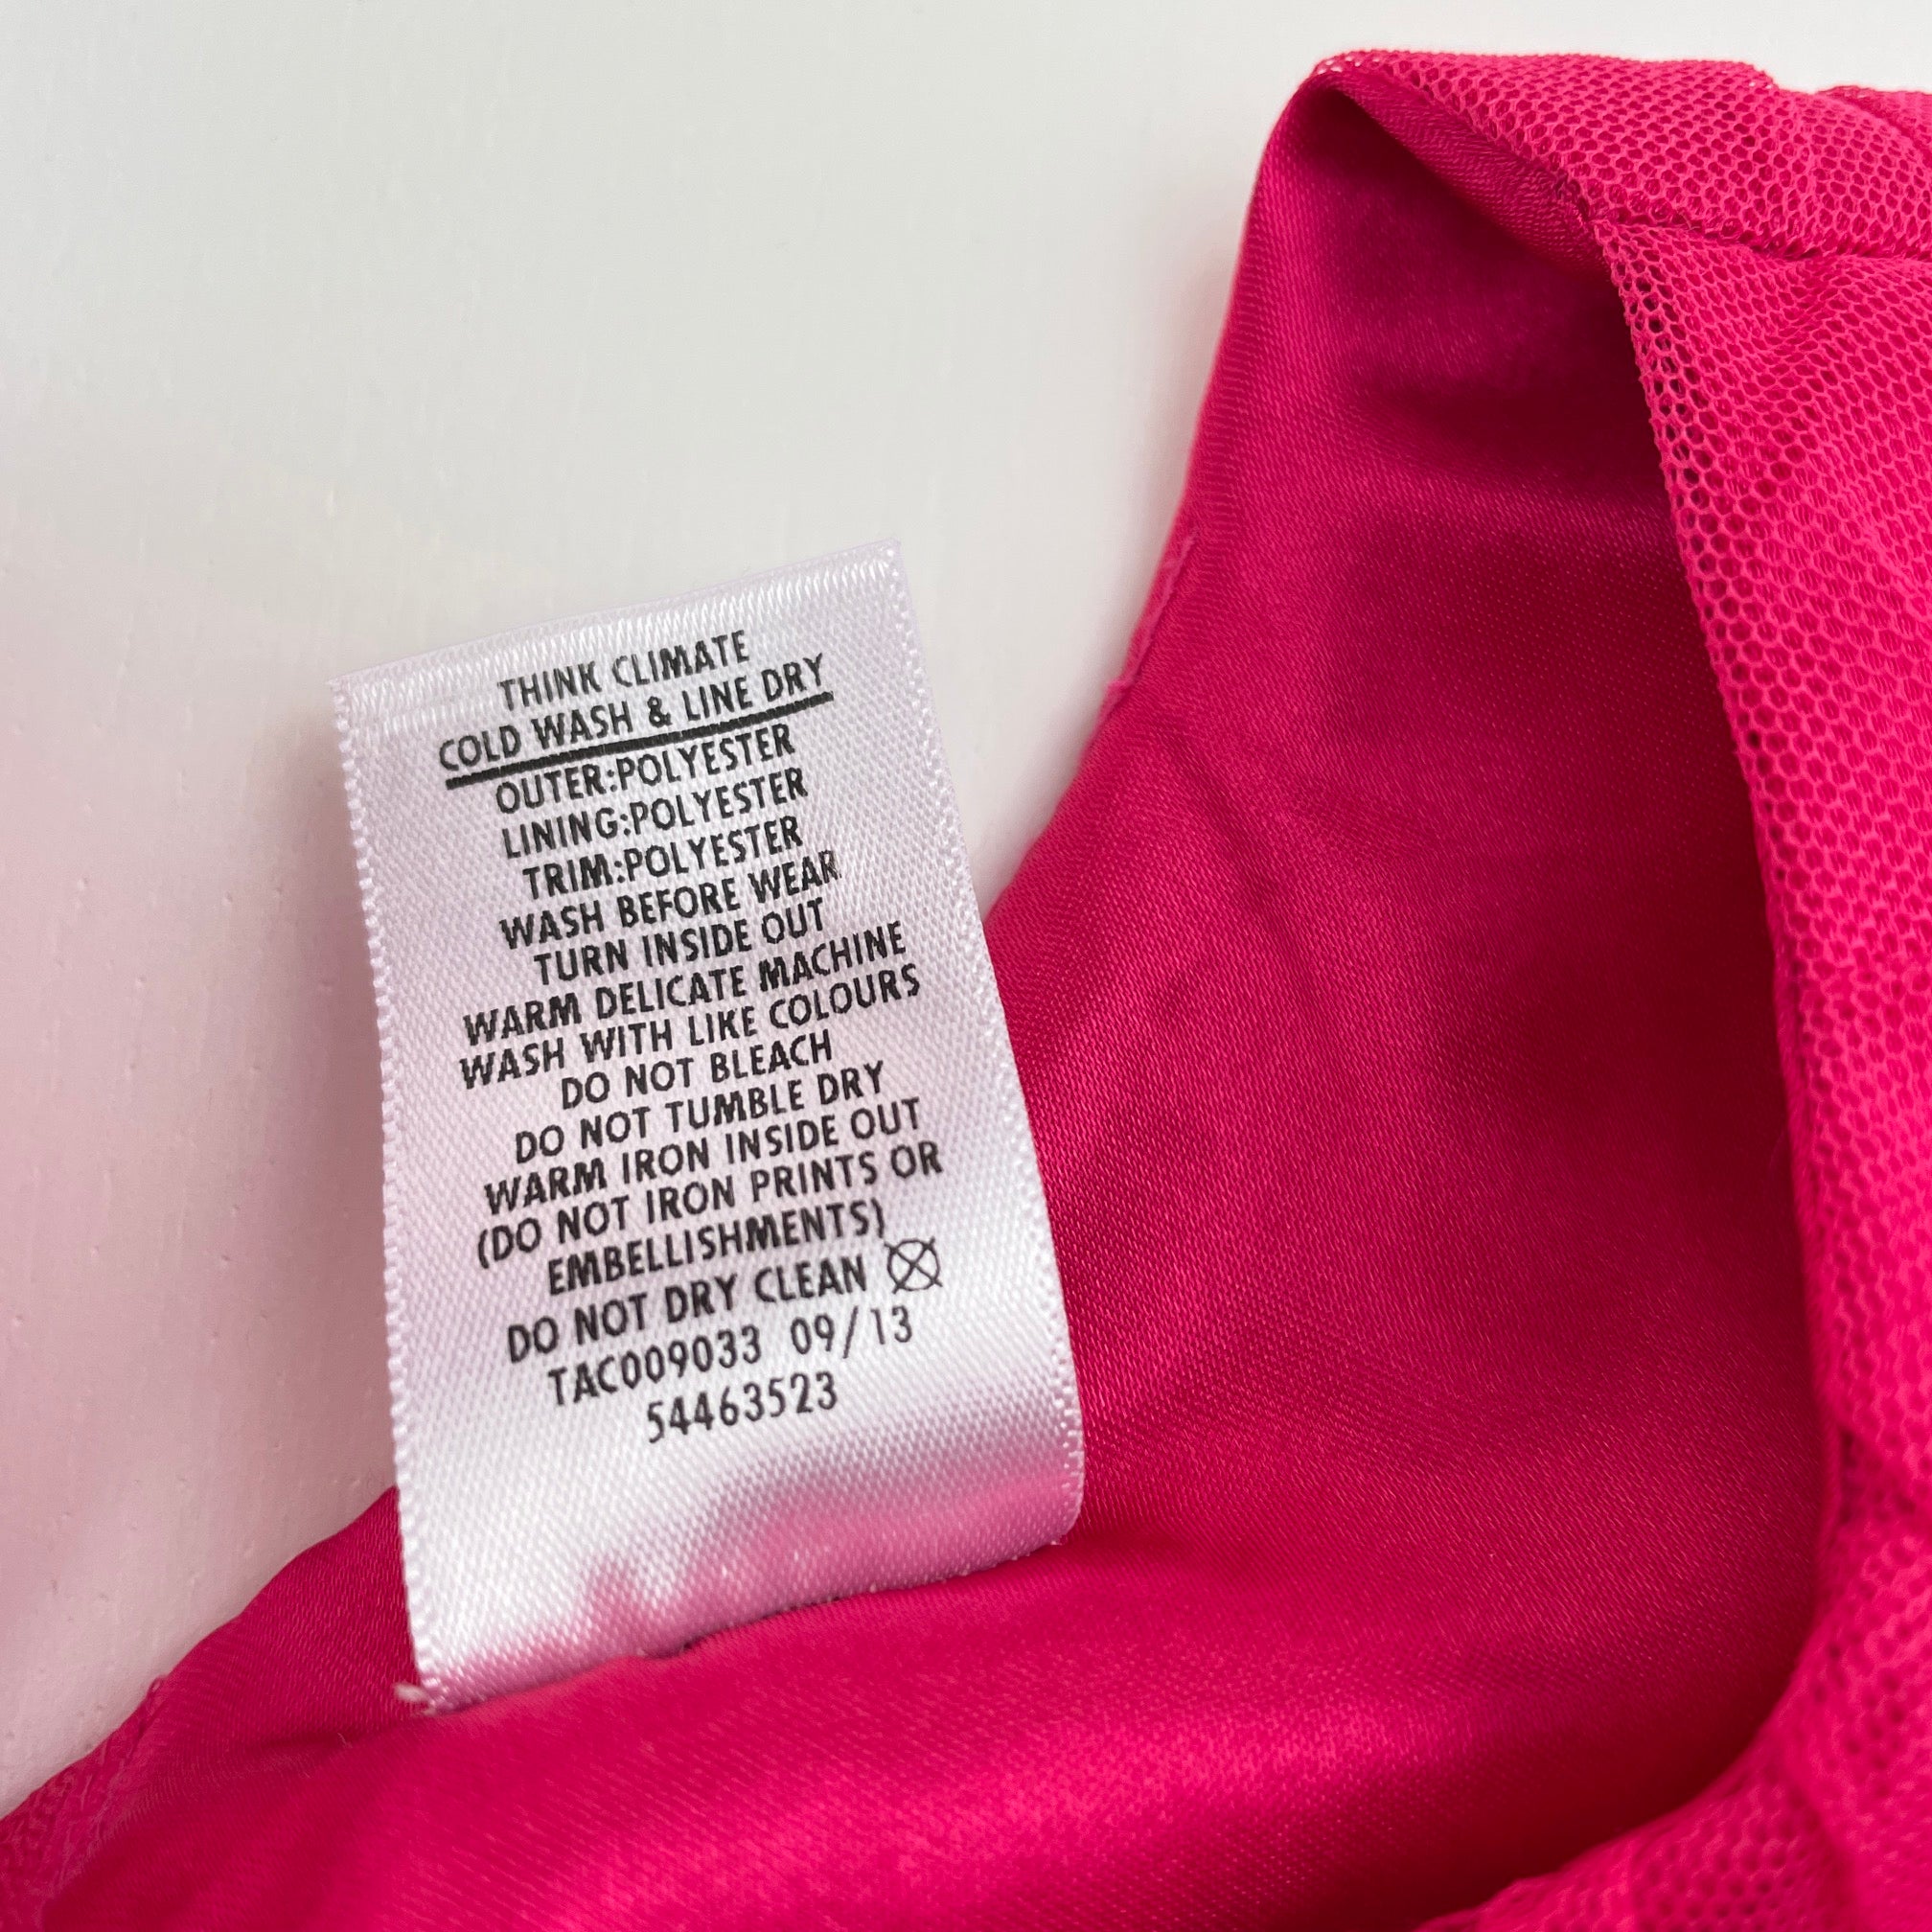 THINK CLIMATE
COLD WASH & LINE DRY
OUTER:POLYESTER
LINING:POLYESTER
TRIM:POLYESTER
WASH BEFORE WEAR
TURN INSIDE OUT
WARM DELICATE MACHINE
WASH WITH LIKE COLOURS
DO NOT BLEACH
DO NOT TUMBLE DRY
WARM IRON INSIDE OUT
(DO NOT IRON PRINTS OR
EMBELLISHMENTS)
DO NOT DRY CLEAN
TAC009033 09/13
54463523